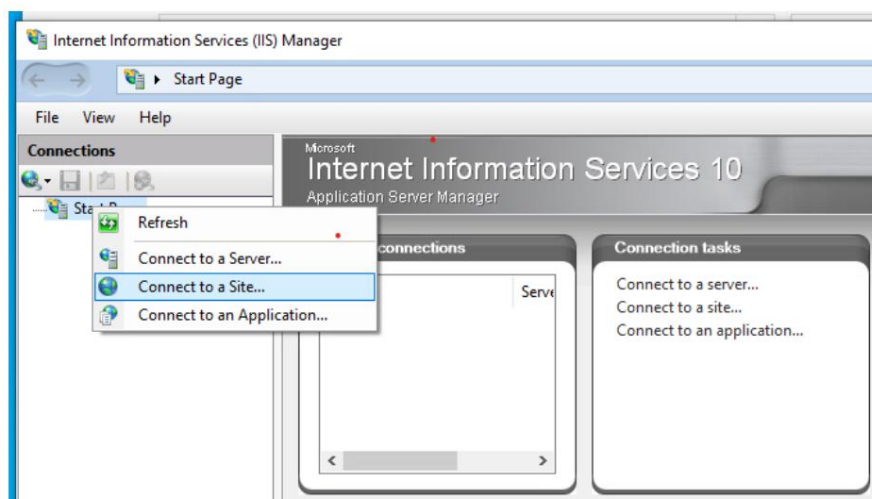 Internet Information Services (IIS) Manager
Start Page
File View Help
Connections
Microsoft
Internet Information Services 10
Application Server Manager
Refresh
Connect to a Server...
Connect to a Site...
Connect to an Application...
connections
Connection tasks
Connect to a server...
Connect to a site...
Connect to an application...